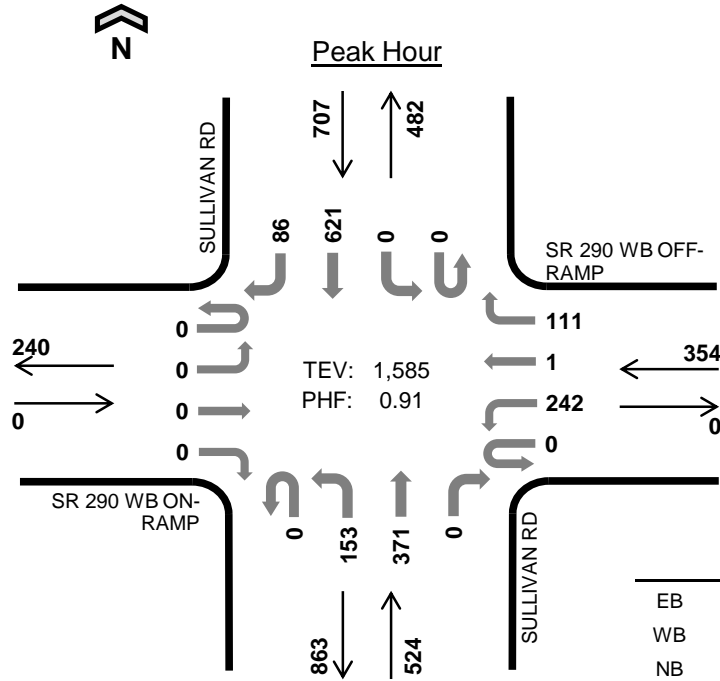 N
Peak Hour
707
482
SULLIVAN RD
86
621
0
0
SR 290 WB OFF-
RAMP
0
111
240
0
TEV: 1,585
1
354
0
0
PHF: 0.91
242
0
0
0
SR 290 WB ON-
RAMP
0
153
371
0
SULLIVAN RD
863
524
EB
WB
NB